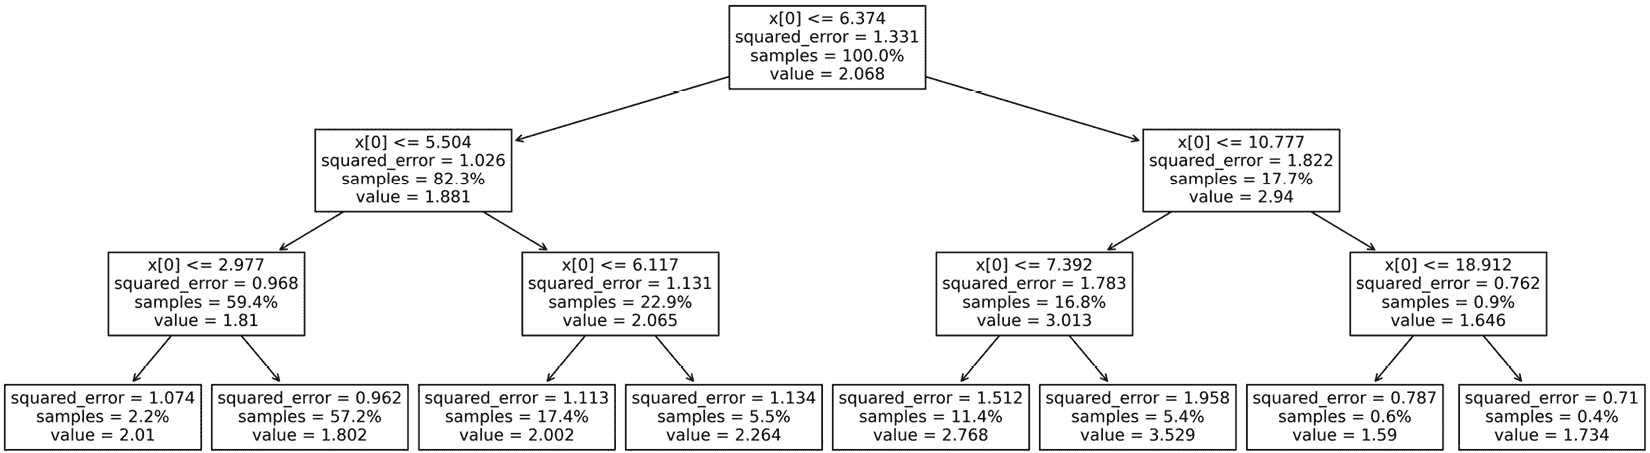 x[0] <= 6.374
squared_error = 1.331
samples = 100.0%
value = 2.068
x[0] <= 5.504
squared_error = 1.026
samples = 82.3%
value = 1.881
x[0] <= 10.777
squared_error = 1.822
samples = 17.7%
value = 2.94
x[0] <= 2.977
squared_error = 0.968
samples = 59.4%
value = 1.81
x[0] <= 6.117
squared_error = 1.131
samples = 22.9%
value = 2.065
x[0] <= 7.392
squared_error = 1.783
samples = 16.8%
value = 3.013
x[0] <= 18.912
squared_error = 0.762
samples = 0.9%
value = 1.646
squared_error = 1.074
samples = 2.2%
value = 2.01
squared_error = 0.962
samples = 57.2%
value = 1.802
squared_error = 1.113
samples = 17.4%
value = 2.002
squared_error = 1.134
samples = 5.5%
value = 2.264
squared_error = 1.512
samples = 11.4%
value = 2.768
squared_error = 1.958
samples = 5.4%
value = 3.529
squared_error = 0.787
samples = 0.6%
value = 1.59
squared_error = 0.71
samples = 0.4%
value = 1.734